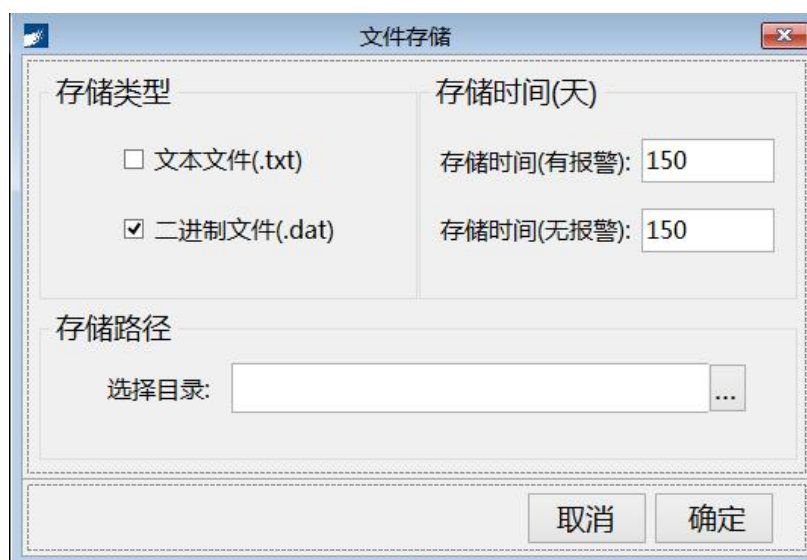 文件存储
存储类型
文本文件(.txt)
二进制文件(.dat)
存储时间(天)
存储时间(有报警): 150
存储时间(无报警): 150
存储路径
选择目录:
...
取消
确定